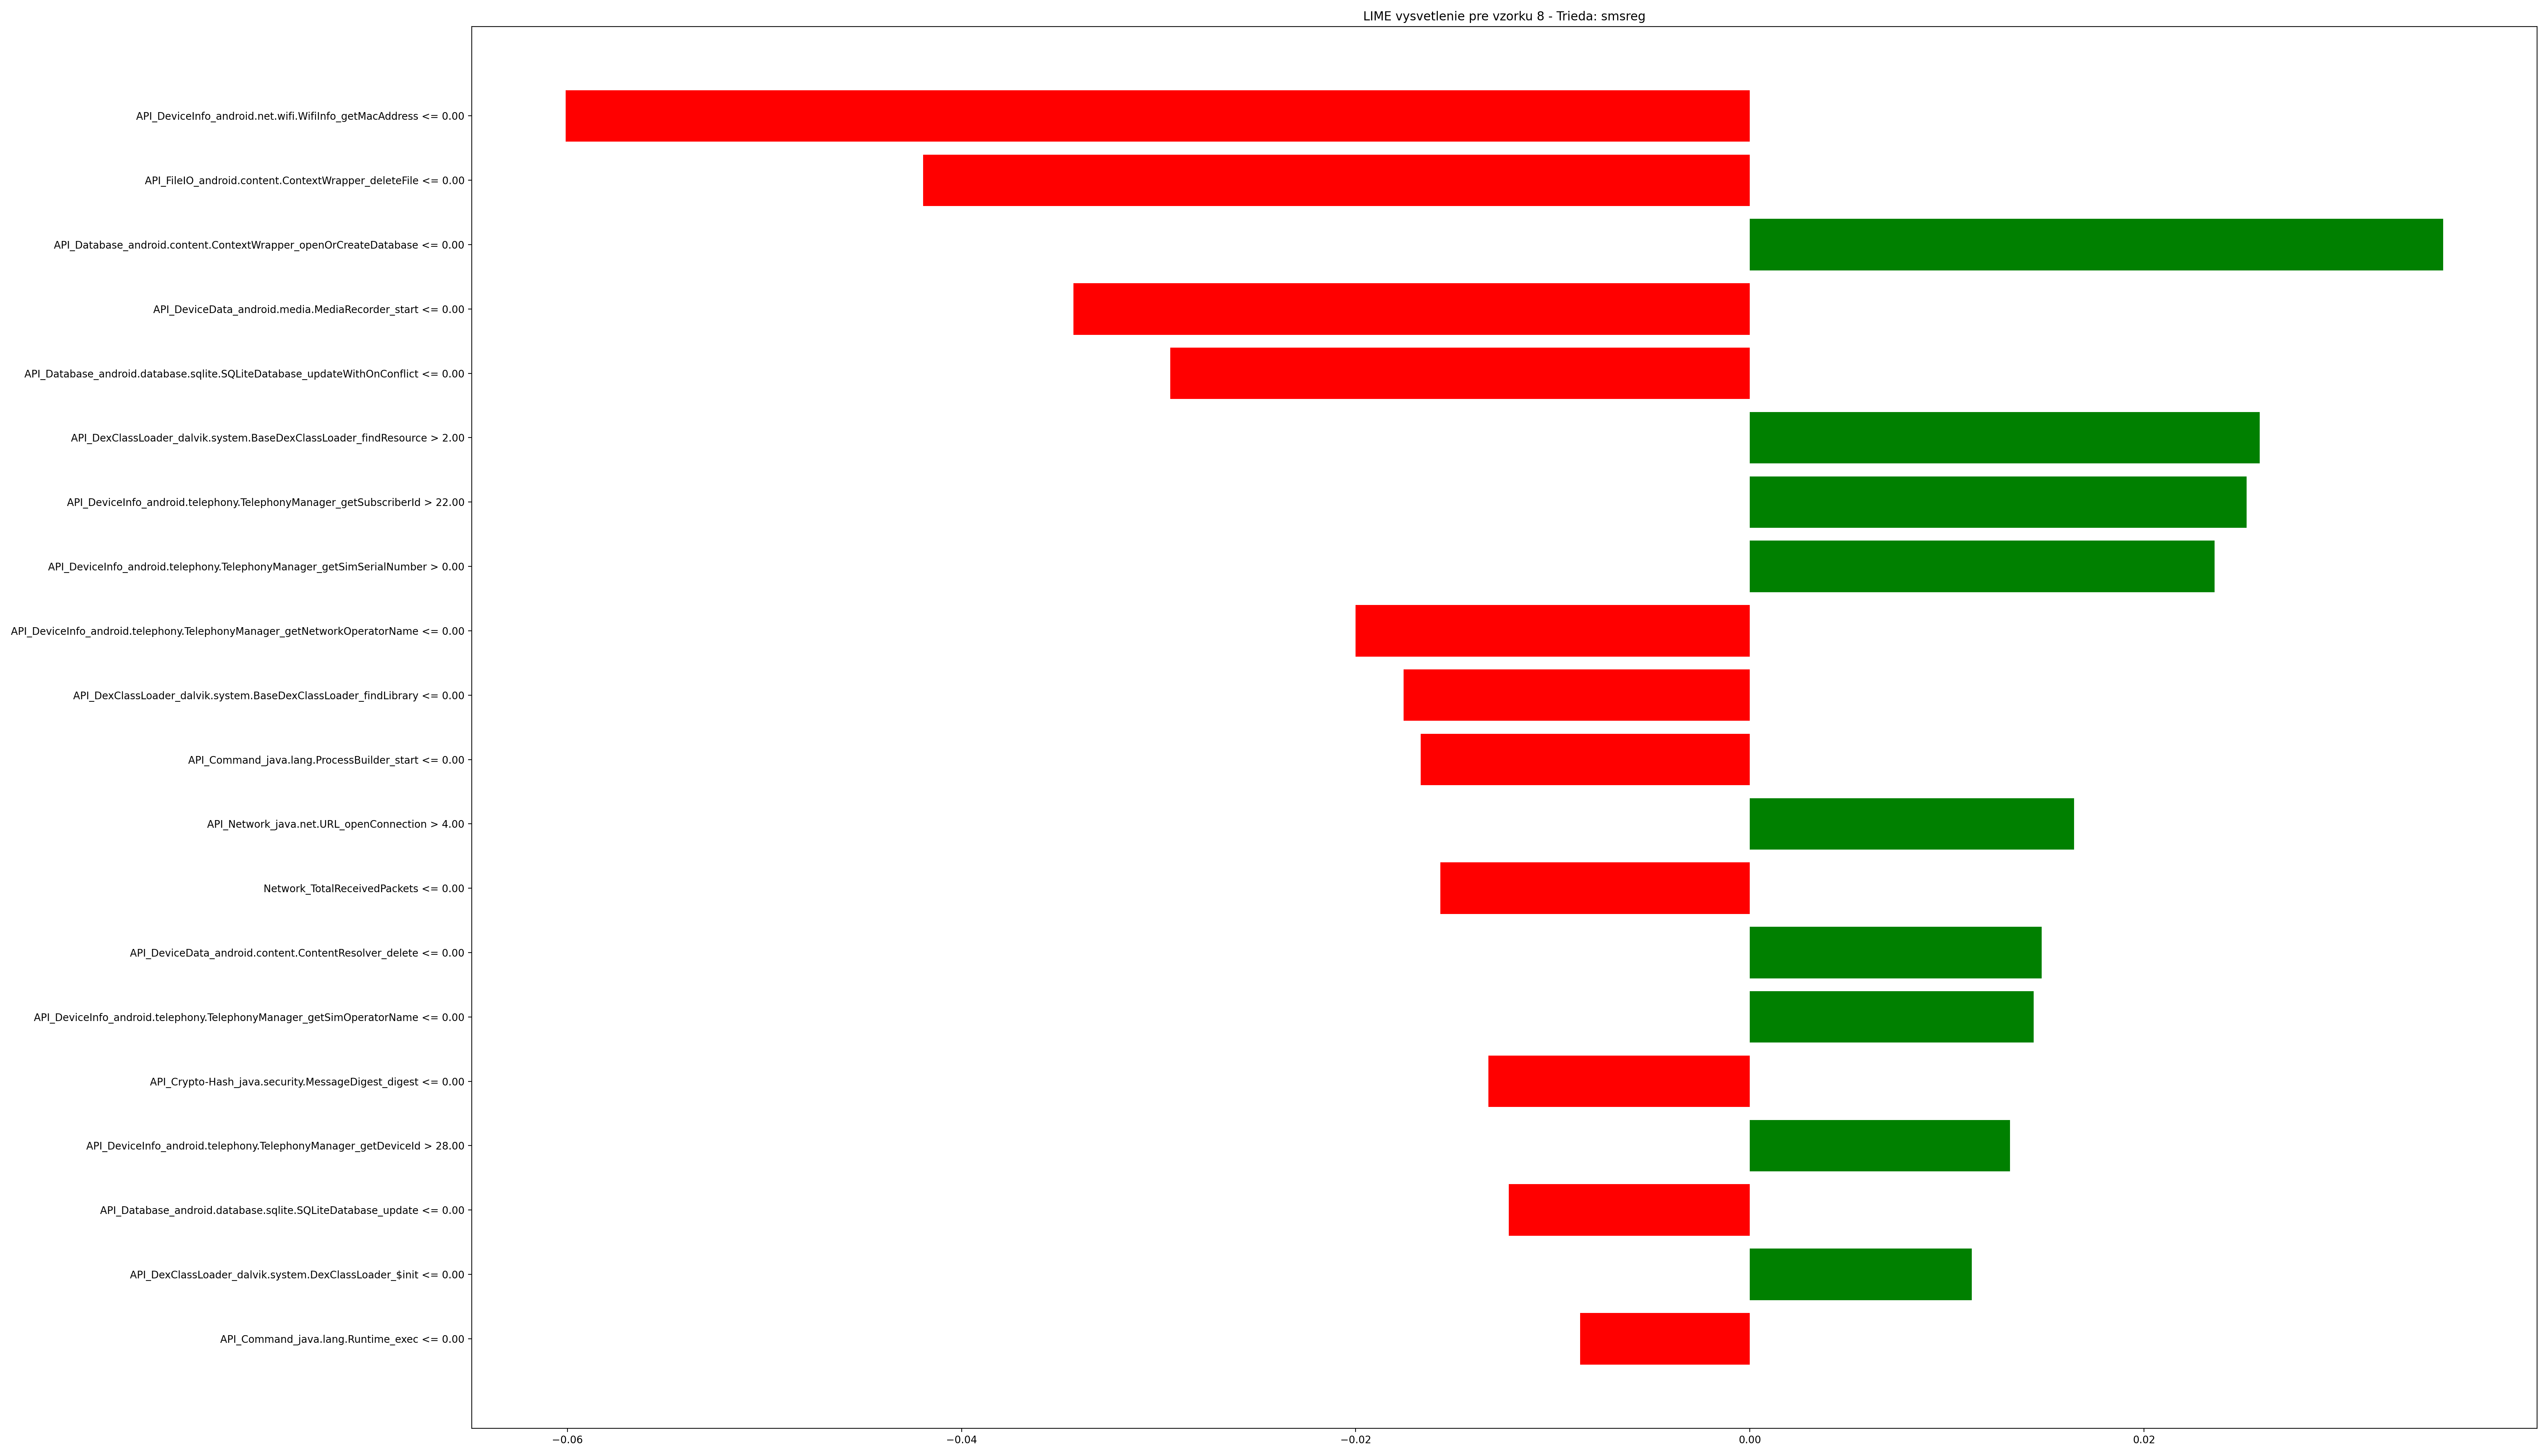 LIME vysvetlenie pre vzorku 8 - Trieda: smsreg
API_DeviceInfo_android.net.wifi.WifiInfo_getMacAddress <= 0.00
API_FileIO_android.content.ContextWrapper_deleteFile <= 0.00
API_Database_android.content.ContextWrapper_openOrCreateDatabase <= 0.00
API_DeviceData_android.media.MediaRecorder_start <= 0.00
API_Database_android.database.sqlite.SQLiteDatabase_updateWithOnConflict <= 0.00
API_DexClassLoader_dalvik.system.BaseDexClassLoader_findResource > 2.00
API_DeviceInfo_android.telephony.TelephonyManager_getSubscriberId > 22.00
API_DeviceInfo_android.telephony.TelephonyManager_getSimSerialNumber > 0.00
API_DeviceInfo_android.telephony.TelephonyManager_getNetworkOperatorName <= 0.00
API_DexClassLoader_dalvik.system.BaseDexClassLoader_findLibrary <= 0.00
API_Command_java.lang.ProcessBuilder_start <= 0.00
API_Network_java.net.URL_openConnection > 4.00
Network_TotalReceivedPackets <= 0.00
API_DeviceData_android.content.ContentResolver_delete <= 0.00
API_DeviceInfo_android.telephony.TelephonyManager_getSimOperatorName <= 0.00
API_Crypto-Hash_java.security.MessageDigest_digest <= 0.00
API_DeviceInfo_android.telephony.TelephonyManager_getDeviceId > 28.00
API_Database_android.database.sqlite.SQLiteDatabase_update <= 0.00
API_DexClassLoader_dalvik.system.DexClassLoader_$init <= 0.00
API_Command_java.lang.Runtime_exec <= 0.00
−0.06 −0.04 −0.02 0.00 0.02